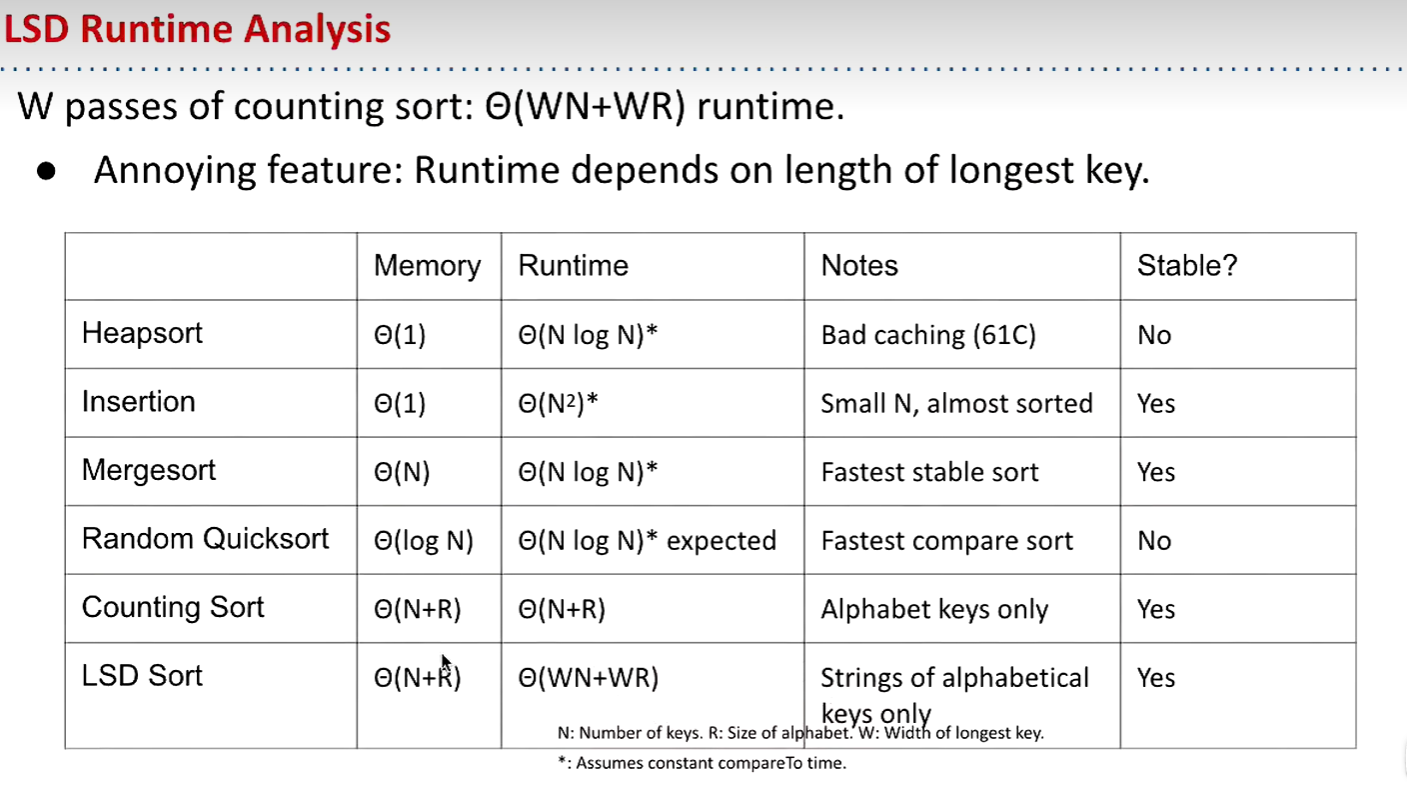 LSD Runtime Analysis
W passes of counting sort: Θ(WN+WR) runtime.
● Annoying feature: Runtime depends on length of longest key.
Memory Runtime Notes Stable?
Heapsort Θ(1) Θ(N log N)* Bad caching (61C) No
Insertion Θ(1) Θ(N²)* Small N, almost sorted Yes
Mergesort Θ(N) Θ(N log N)* Fastest stable sort Yes
Random Quicksort Θ(log N) Θ(N log N)* expected Fastest compare sort No
Counting Sort Θ(N+R) Θ(N+R) Alphabet keys only Yes
LSD Sort Θ(N+R) Θ(WN+WR) Strings of alphabetical Yes
keys only
N: Number of keys. R: Size of alphabet. W: Width of longest key.
*: Assumes constant compareTo time.